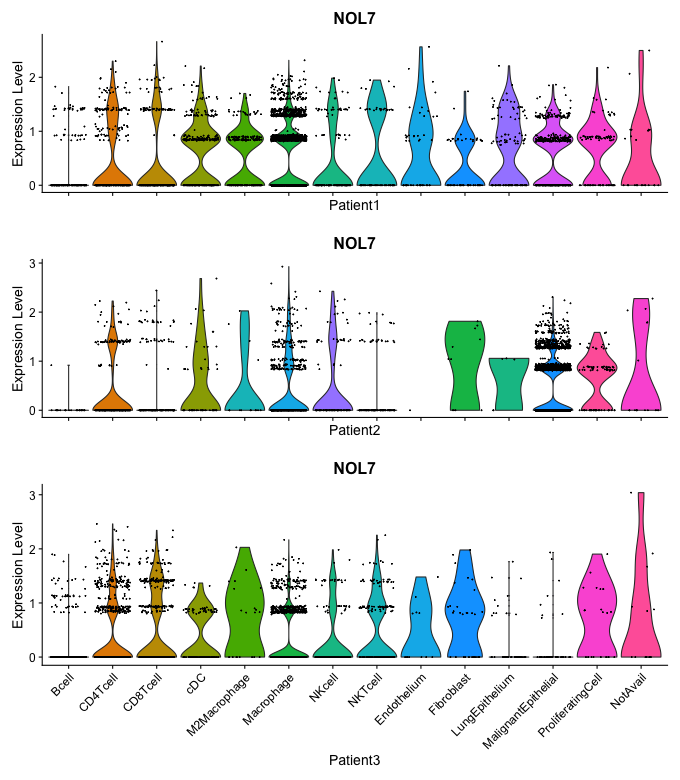 NOL7
Expression Level
2
1
0
Patient1
NOL7
Expression Level
3
2
1
0
Patient2
NOL7
Expression Level
3
2
1
0
Bcell
CD4Tcell
CD8Tcell
cDC
M2Macrophage
Macrophage
NKcell
NKTcell
Endothelium
Fibroblast
LungEpithelium
MalignantEpithelial
ProliferatingCell
NotAvail
Patient3